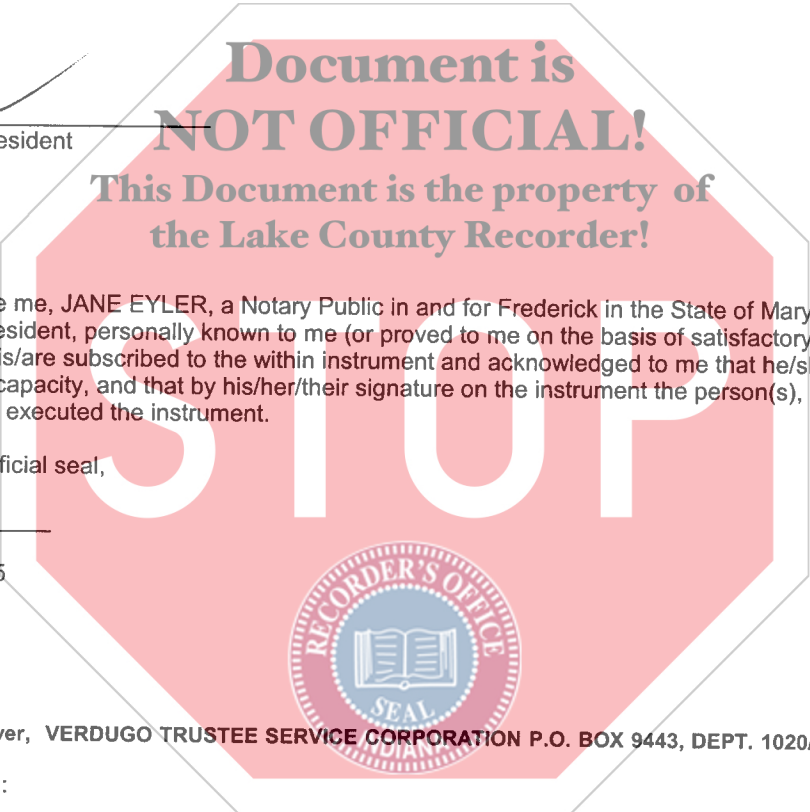 Document is
NOT OFFICIAL!
esident
This Document is the property of
the Lake County Recorder!
e me, JANE EYLER, a Notary Public in and for Frederick in the State of Mary
esident, personally known to me (or proved to me on the basis of satisfactory
is/are subscribed to the within instrument and acknowledged to me that he/s
capacity, and that by his/her/their signature on the instrument the person(s),
executed the instrument.
STOP
ficial seal,
5
RECORDER'S OFFICE
SEAL
INDIANA
ver, VERDUGO TRUSTEE SERVICE CORPORATION P.O. BOX 9443, DEPT. 1020
: